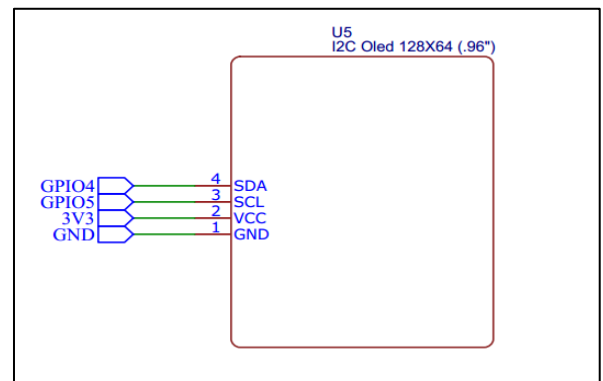 U5
I2C Oled 128X64 (.96")
GPIO4 4 SDA
GPIO5 3 SCL
3V3 2 VCC
GND 1 GND